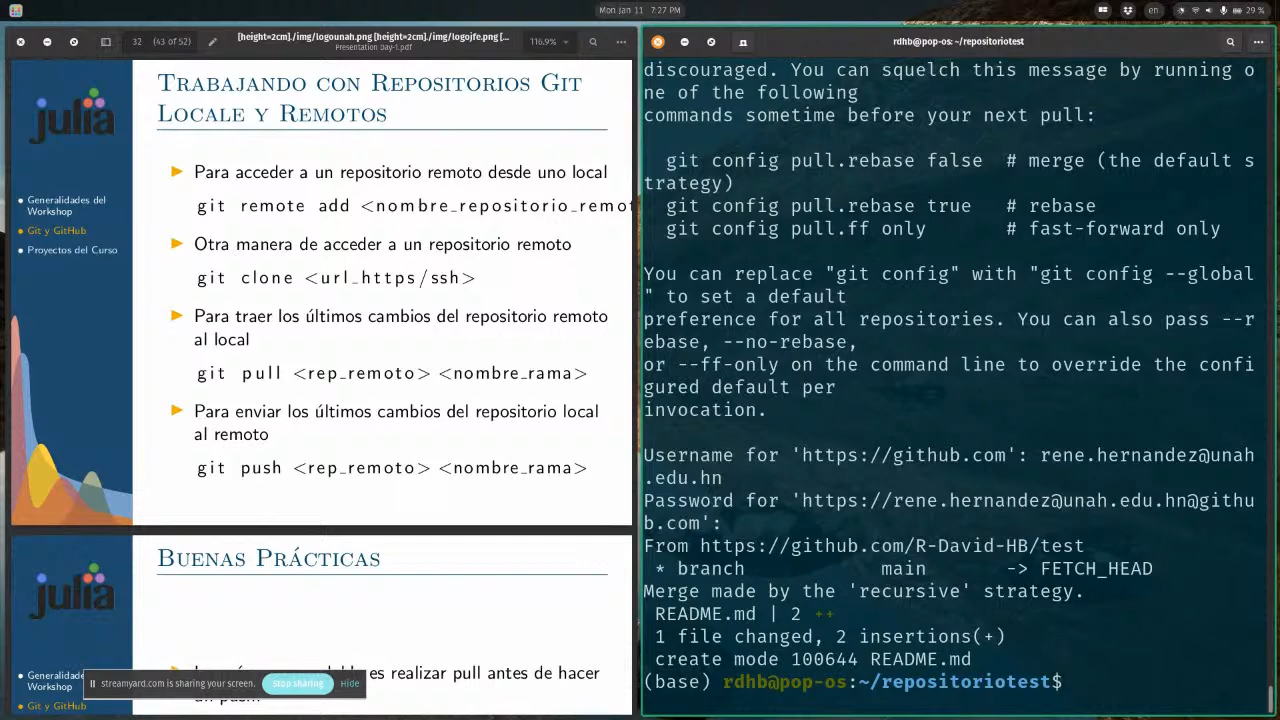 Mon Jan 11 7:27 PM
en
29 %
32 (43 of 52)
[height=2cm]./img/logounah.png [height=2cm]./img/logojfe.png [...
Presentation Day-1.pdf
116,9%
julia
Generalidades del
Workshop
Git y GitHub
Proyectos del Curso
Trabajando con Repositorios Git
Locale y Remotos
Para acceder a un repositorio remoto desde uno local
git remote add <nombre_repositorio_remot
Otra manera de acceder a un repositorio remoto
git clone <url_https/ssh>
Para traer los últimos cambios del repositorio remoto
al local
git pull <rep_remoto> <nombre_rama>
Para enviar los últimos cambios del repositorio local
al remoto
git push <rep_remoto> <nombre_rama>
julia
Generalidade
Git y GitHub
Buenas Prácticas
es realizar pull antes de hacer
streamyard.com is sharing your screen.
Stop sharing
Hide
rdhb@pop-os: ~/repositoriotest
discouraged. You can squelch this message by running o
ne of the following
commands sometime before your next pull:
git config pull.rebase false # merge (the default s
trategy)
git config pull.rebase true # rebase
git config pull.ff only # fast-forward only
You can replace "git config" with "git config --global
" to set a default
preference for all repositories. You can also pass --r
ebase, --no-rebase,
or --ff-only on the command line to override the confi
gured default per
invocation.
Username for 'https://github.com': rene.hernandez@unah
.edu.hn
Password for 'https://rene.hernandez@unah.edu.hn@githu
b.com':
From https://github.com/R-David-HB/test
* branch main -> FETCH_HEAD
Merge made by the 'recursive' strategy.
README.md | 2 ++
1 file changed, 2 insertions(+)
create mode 100644 README.md
(base) rdhb@pop-os:~/repositoriotest$